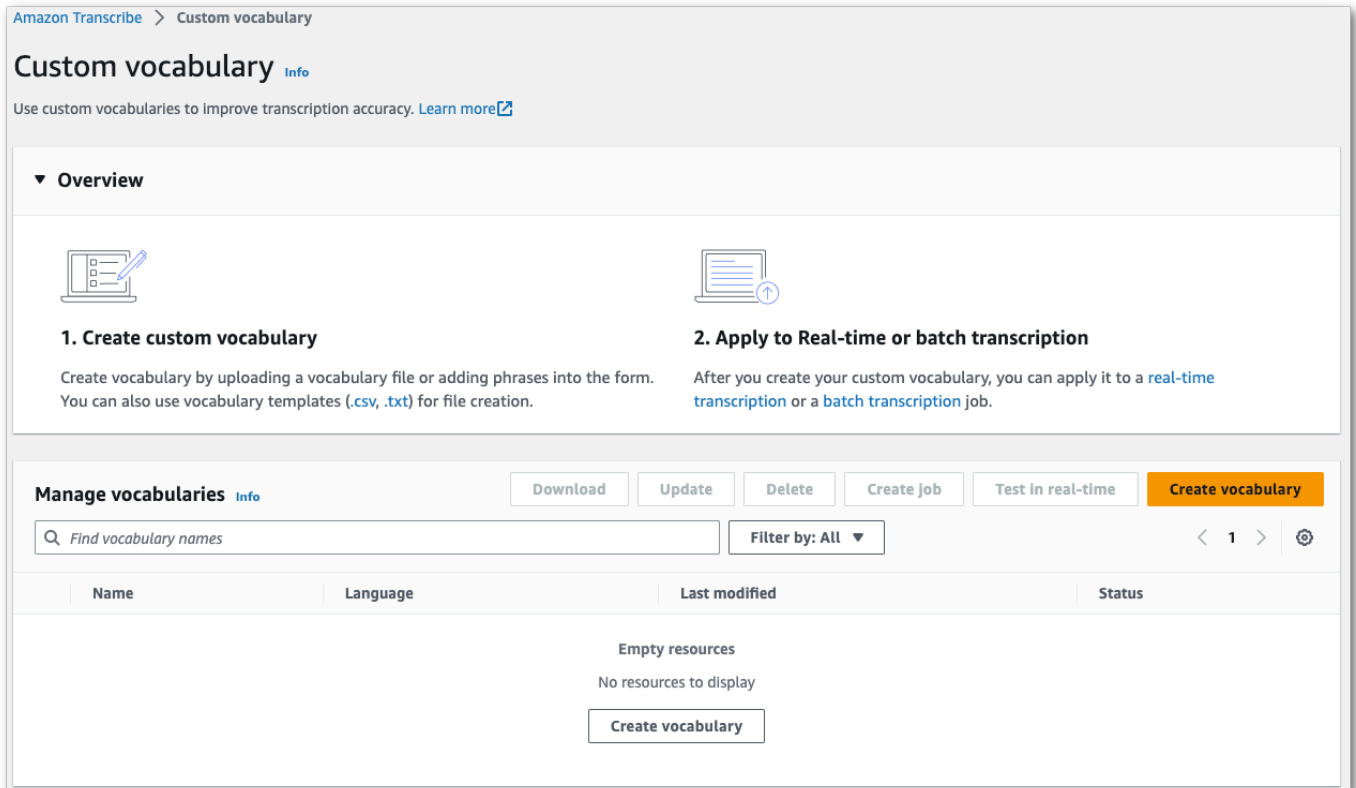 Amazon Transcribe > Custom vocabulary
Custom vocabulary Info
Use custom vocabularies to improve transcription accuracy. Learn more
Overview
1. Create custom vocabulary
Create vocabulary by uploading a vocabulary file or adding phrases into the form.
You can also use vocabulary templates (.csv, .txt) for file creation.
2. Apply to Real-time or batch transcription
After you create your custom vocabulary, you can apply it to a real-time
transcription or a batch transcription job.
Manage vocabularies Info Download Update Delete Create job Test in real-time Create vocabulary
Find vocabulary names Filter by: All < 1 >
Name Language Last modified Status
Empty resources
No resources to display
Create vocabulary